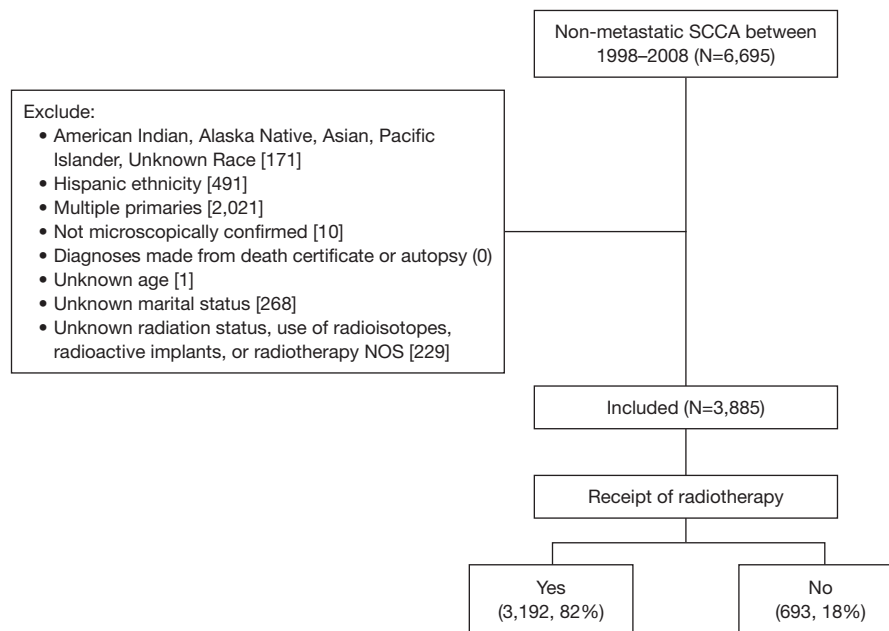 Non-metastatic SCCA between
1998–2008 (N=6,695)
Exclude:
• American Indian, Alaska Native, Asian, Pacific
Islander, Unknown Race [171]
• Hispanic ethnicity [491]
• Multiple primaries [2,021]
• Not microscopically confirmed [10]
• Diagnoses made from death certificate or autopsy (0)
• Unknown age [1]
• Unknown marital status [268]
• Unknown radiation status, use of radioisotopes,
radioactive implants, or radiotherapy NOS [229]
Included (N=3,885)
Receipt of radiotherapy
Yes
(3,192, 82%)
No
(693, 18%)